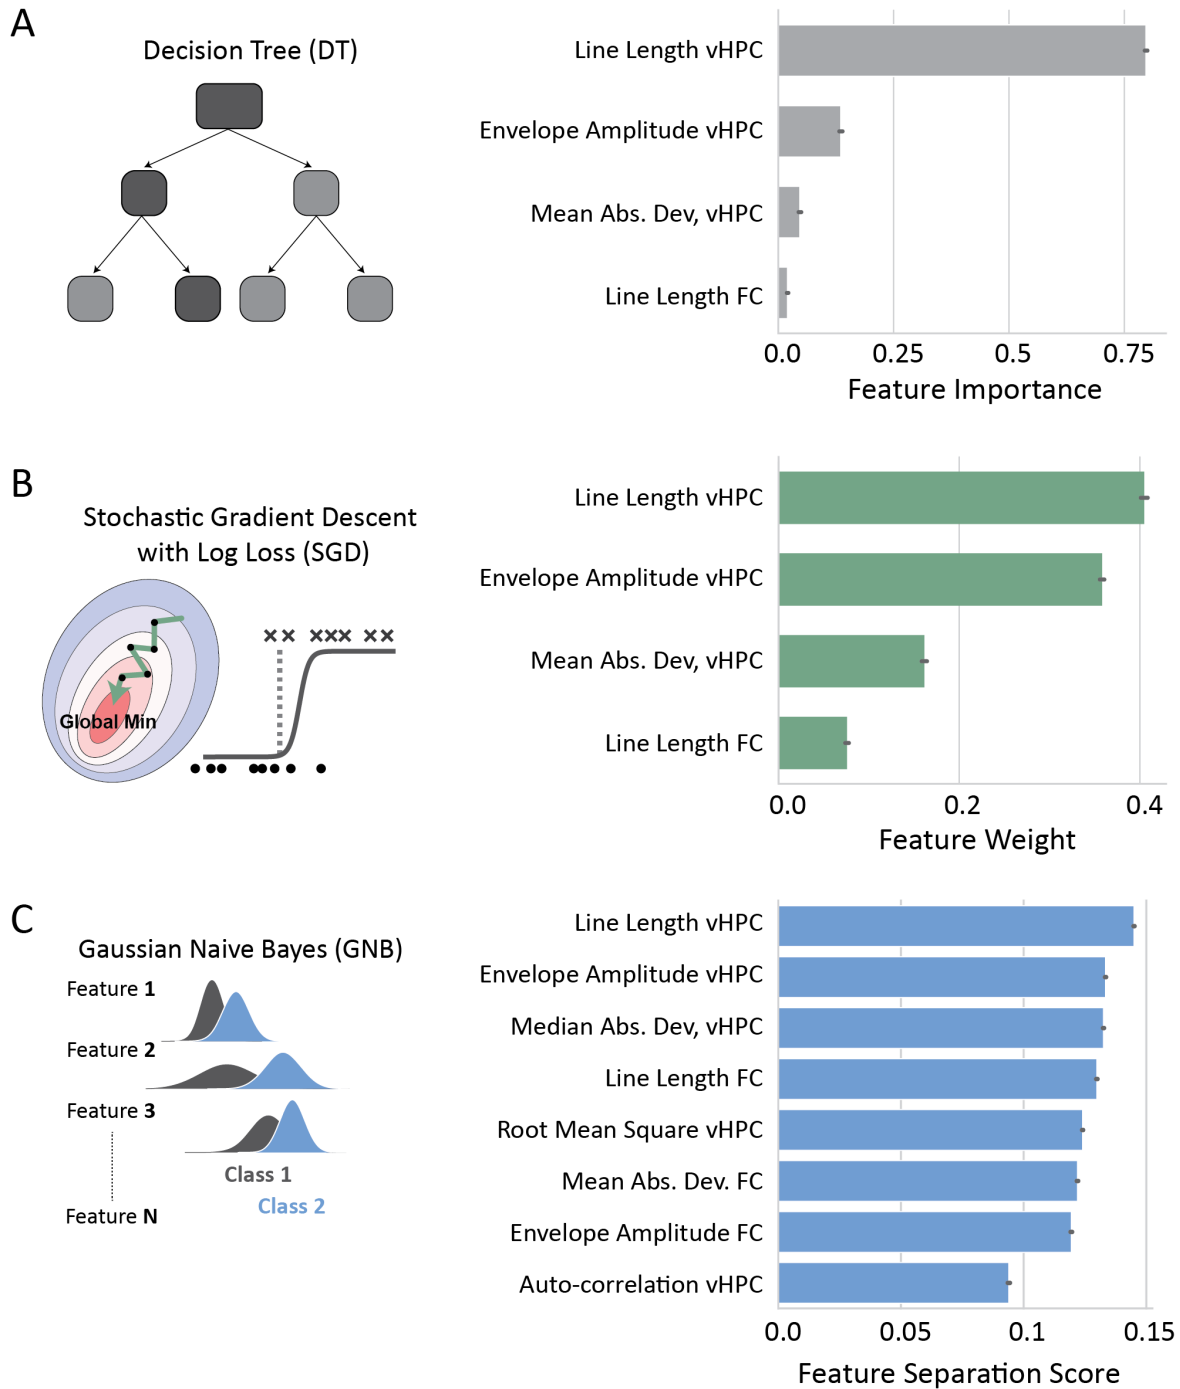 A
Decision Tree (DT)
Line Length vHPC
Envelope Amplitude vHPC
Mean Abs. Dev, vHPC
Line Length FC
0.0 0.25 0.5 0.75
Feature Importance
B
Stochastic Gradient Descent
with Log Loss (SGD)
Global Min
Line Length vHPC
Envelope Amplitude vHPC
Mean Abs. Dev, vHPC
Line Length FC
0.0 0.2 0.4
Feature Weight
C
Gaussian Naive Bayes (GNB)
Feature 1
Feature 2
Feature 3
Feature N
Class 1
Class 2
Line Length vHPC
Envelope Amplitude vHPC
Median Abs. Dev, vHPC
Line Length FC
Root Mean Square vHPC
Mean Abs. Dev. FC
Envelope Amplitude FC
Auto-correlation vHPC
0.0 0.05 0.1 0.15
Feature Separation Score